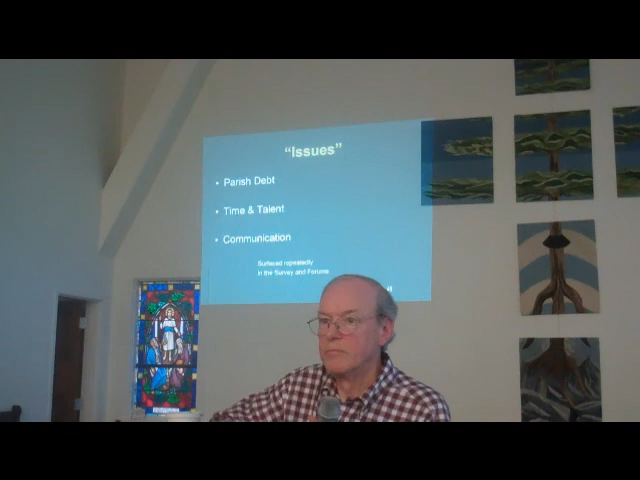 "Issues"
• Parish Debt
• Time & Talent
• Communication
Surfaced repeatedly
in the Survey and Forums